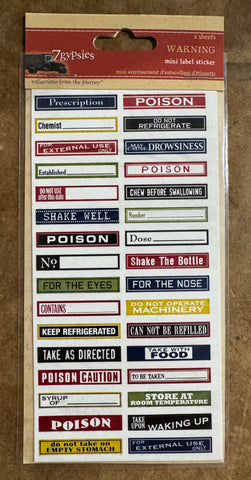 7gypsies
collections from the journey
2 sheets
WARNING
mini label sticker
mini avertissement d'autocollant d'étiquette
Prescription
POISON
Chemist
DO NOT
REFRIGERATE
FOR
EXTERNAL USE
ONLY
MAY CAUSE DROWSINESS
Established
POISON
DO NOT USE
after this date
CHEW BEFORE SWALLOWING
SHAKE WELL
Number
POISON
Dose
No
Shake The Bottle
FOR THE EYES
FOR THE NOSE
CONTAINS
DO NOT OPERATE
MACHINERY
KEEP REFRIGERATED
CAN NOT BE REFILLED
TAKE AS DIRECTED
TAKE WITH
FOOD
POISON CAUTION
TO BE TAKEN
SYRUP
OF
STORE AT
ROOM TEMPERATURE
POISON
TAKE
UPON WAKING UP
do not take on
EMPTY STOMACH
FOR
EXTERNAL USE
ONLY